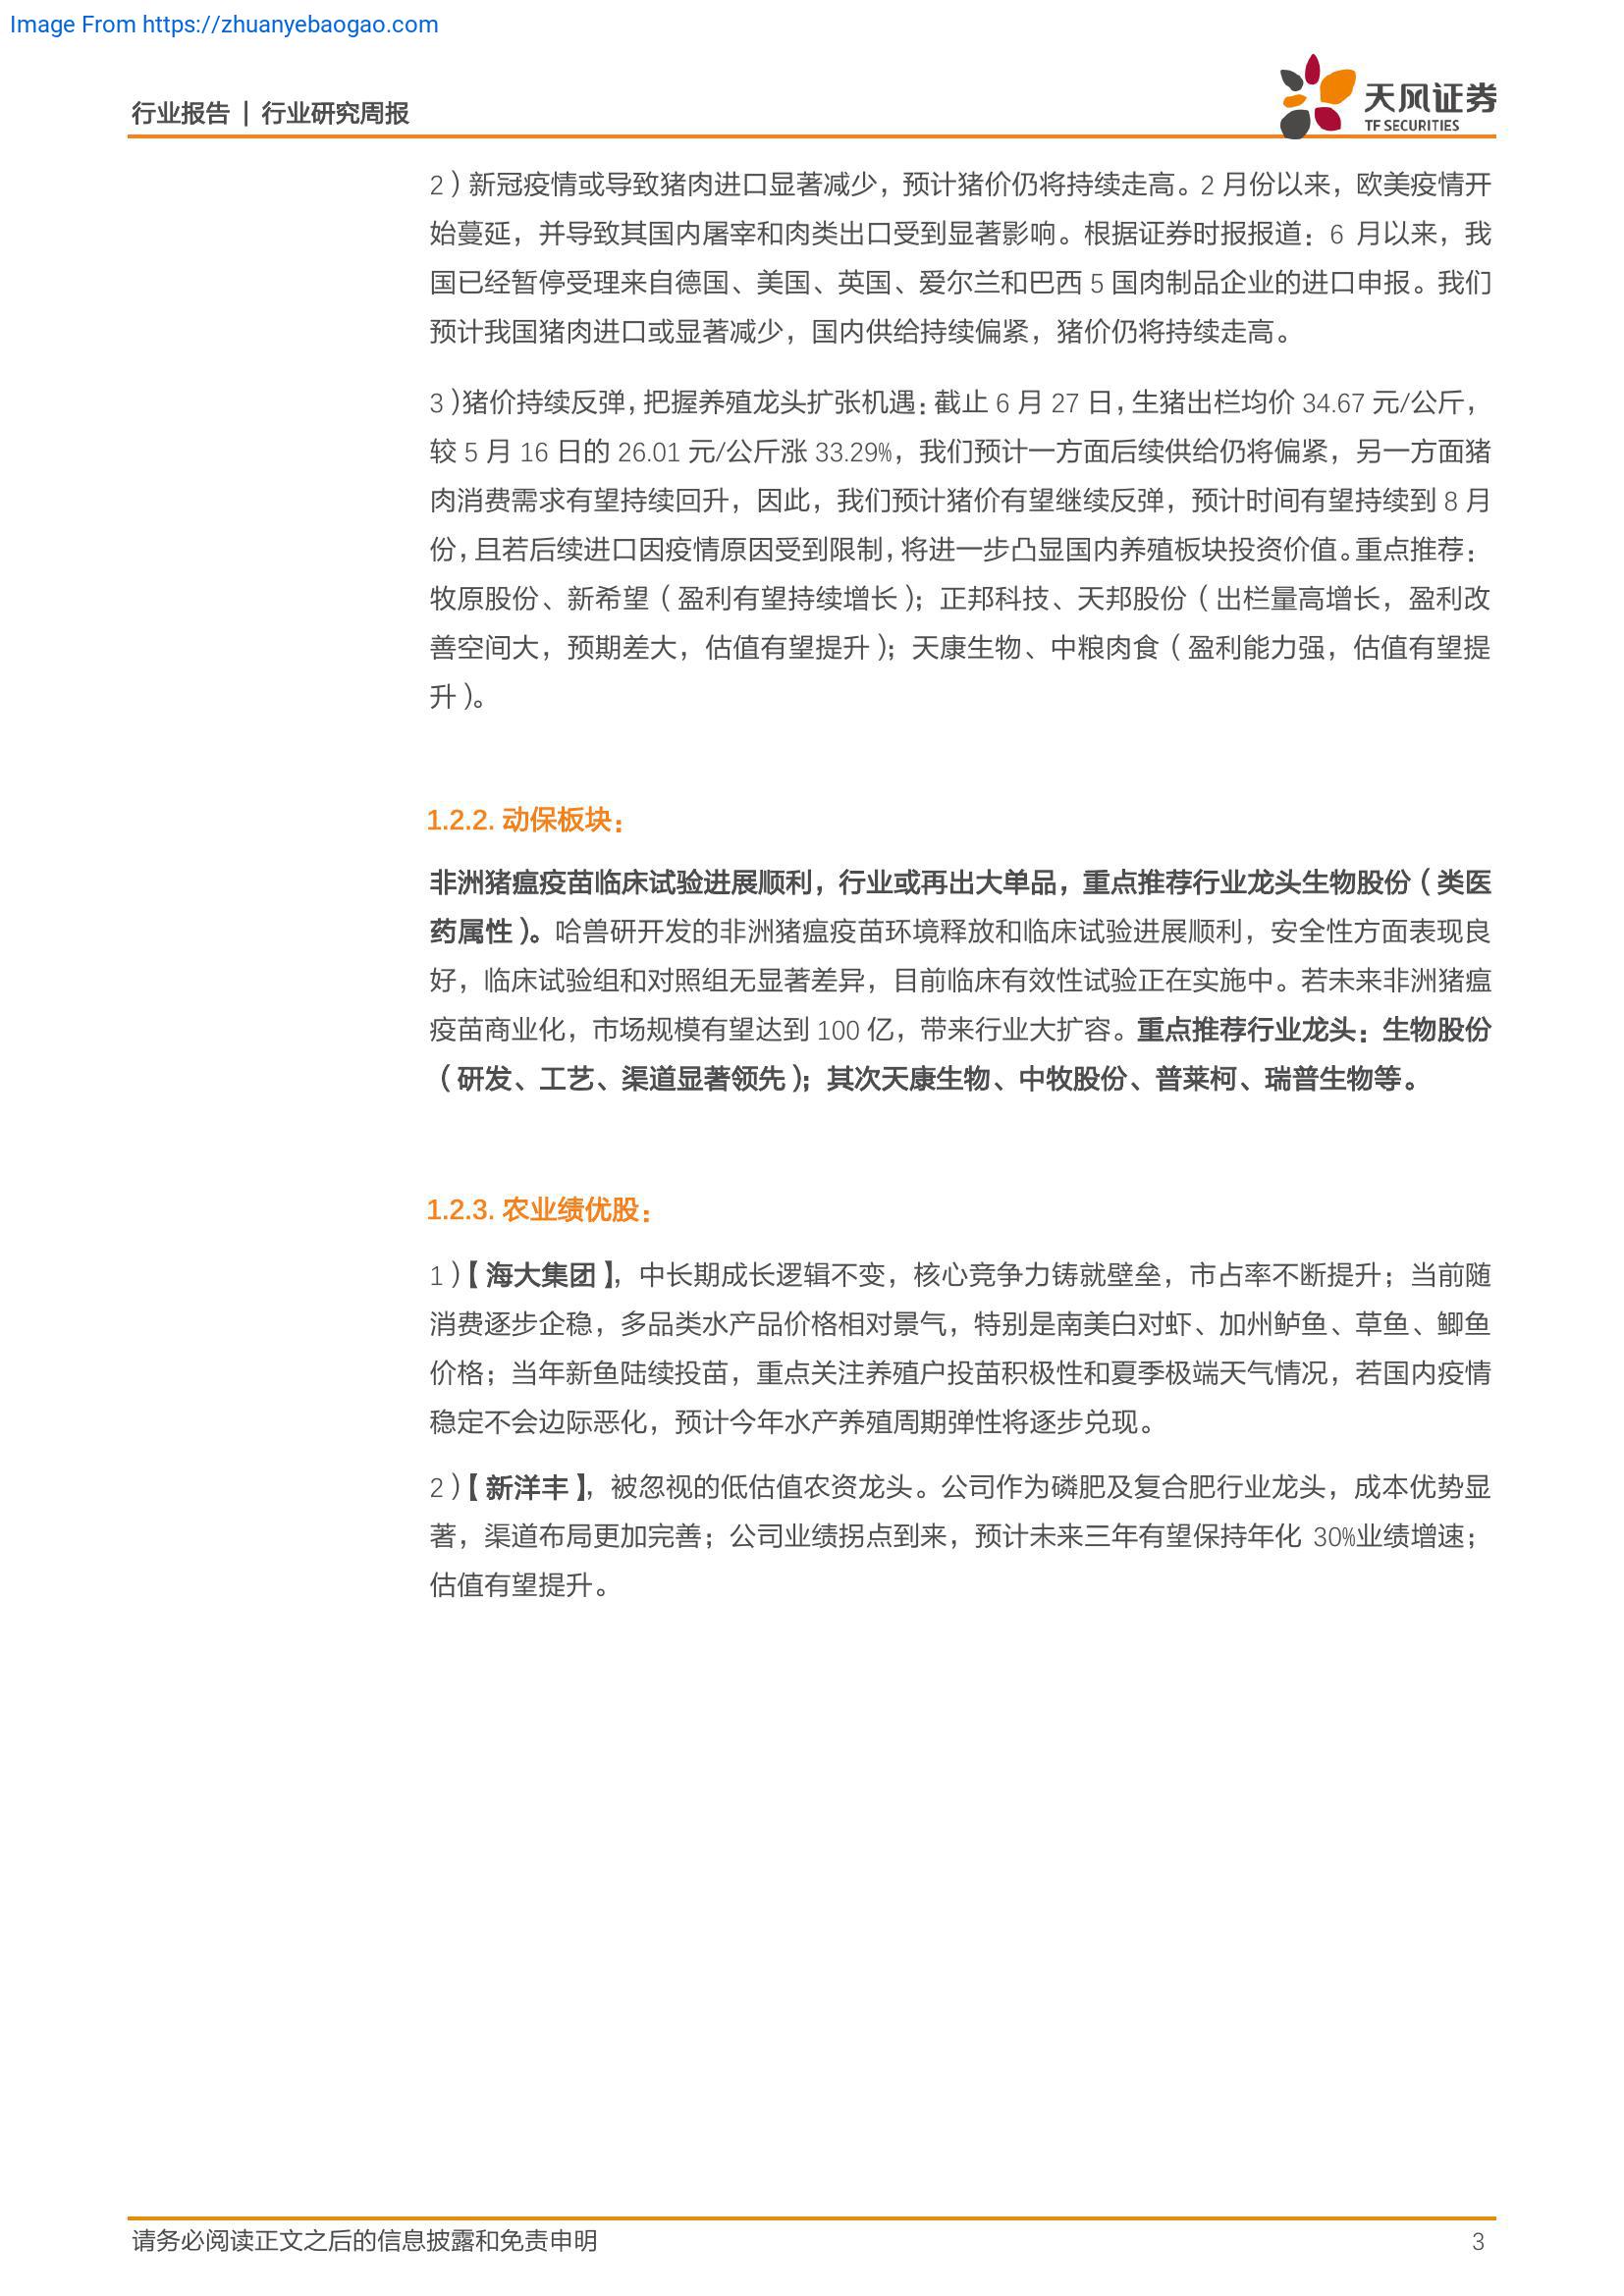 Image From https://zhuanyebaogao.com
行业报告 | 行业研究周报
天风证券
TF SECURITIES
2）新冠疫情或导致猪肉进口显著减少，预计猪价仍将持续走高。2 月份以来，欧美疫情开
始蔓延，并导致其国内屠宰和肉类出口受到显著影响。根据证券时报报道：6 月以来，我
国已经暂停受理来自德国、美国、英国、爱尔兰和巴西 5 国肉制品企业的进口申报。我们
预计我国猪肉进口或显著减少，国内供给持续偏紧，猪价仍将持续走高。
3）猪价持续反弹，把握养殖龙头扩张机遇：截止 6 月 27 日，生猪出栏均价 34.67 元/公斤，
较 5 月 16 日的 26.01 元/公斤涨 33.29%，我们预计一方面后续供给仍将偏紧，另一方面猪
肉消费需求有望持续回升，因此，我们预计猪价有望继续反弹，预计时间有望持续到 8 月
份，且若后续进口因疫情原因受到限制，将进一步凸显国内养殖板块投资价值。重点推荐：
牧原股份、新希望（盈利有望持续增长）；正邦科技、天邦股份（出栏量高增长，盈利改
善空间大，预期差大，估值有望提升）；天康生物、中粮肉食（盈利能力强，估值有望提
升）。
1.2.2. 动保板块：
非洲猪瘟疫苗临床试验进展顺利，行业或再出大单品，重点推荐行业龙头生物股份（类医
药属性）。哈兽研开发的非洲猪瘟疫苗环境释放和临床试验进展顺利，安全性方面表现良
好，临床试验组和对照组无显著差异，目前临床有效性试验正在实施中。若未来非洲猪瘟
疫苗商业化，市场规模有望达到 100 亿，带来行业大扩容。重点推荐行业龙头：生物股份
（研发、工艺、渠道显著领先）；其次天康生物、中牧股份、普莱柯、瑞普生物等。
1.2.3. 农业绩优股：
1）【海大集团】，中长期成长逻辑不变，核心竞争力铸就壁垒，市占率不断提升；当前随
消费逐步企稳，多品类水产品价格相对景气，特别是南美白对虾、加州鲈鱼、草鱼、鲫鱼
价格；当年新鱼陆续投苗，重点关注养殖户投苗积极性和夏季极端天气情况，若国内疫情
稳定不会边际恶化，预计今年水产养殖周期弹性将逐步兑现。
2）【新洋丰】，被忽视的低估值农资龙头。公司作为磷肥及复合肥行业龙头，成本优势显
著，渠道布局更加完善；公司业绩拐点到来，预计未来三年有望保持年化 30%业绩增速；
估值有望提升。
请务必阅读正文之后的信息披露和免责申明
3